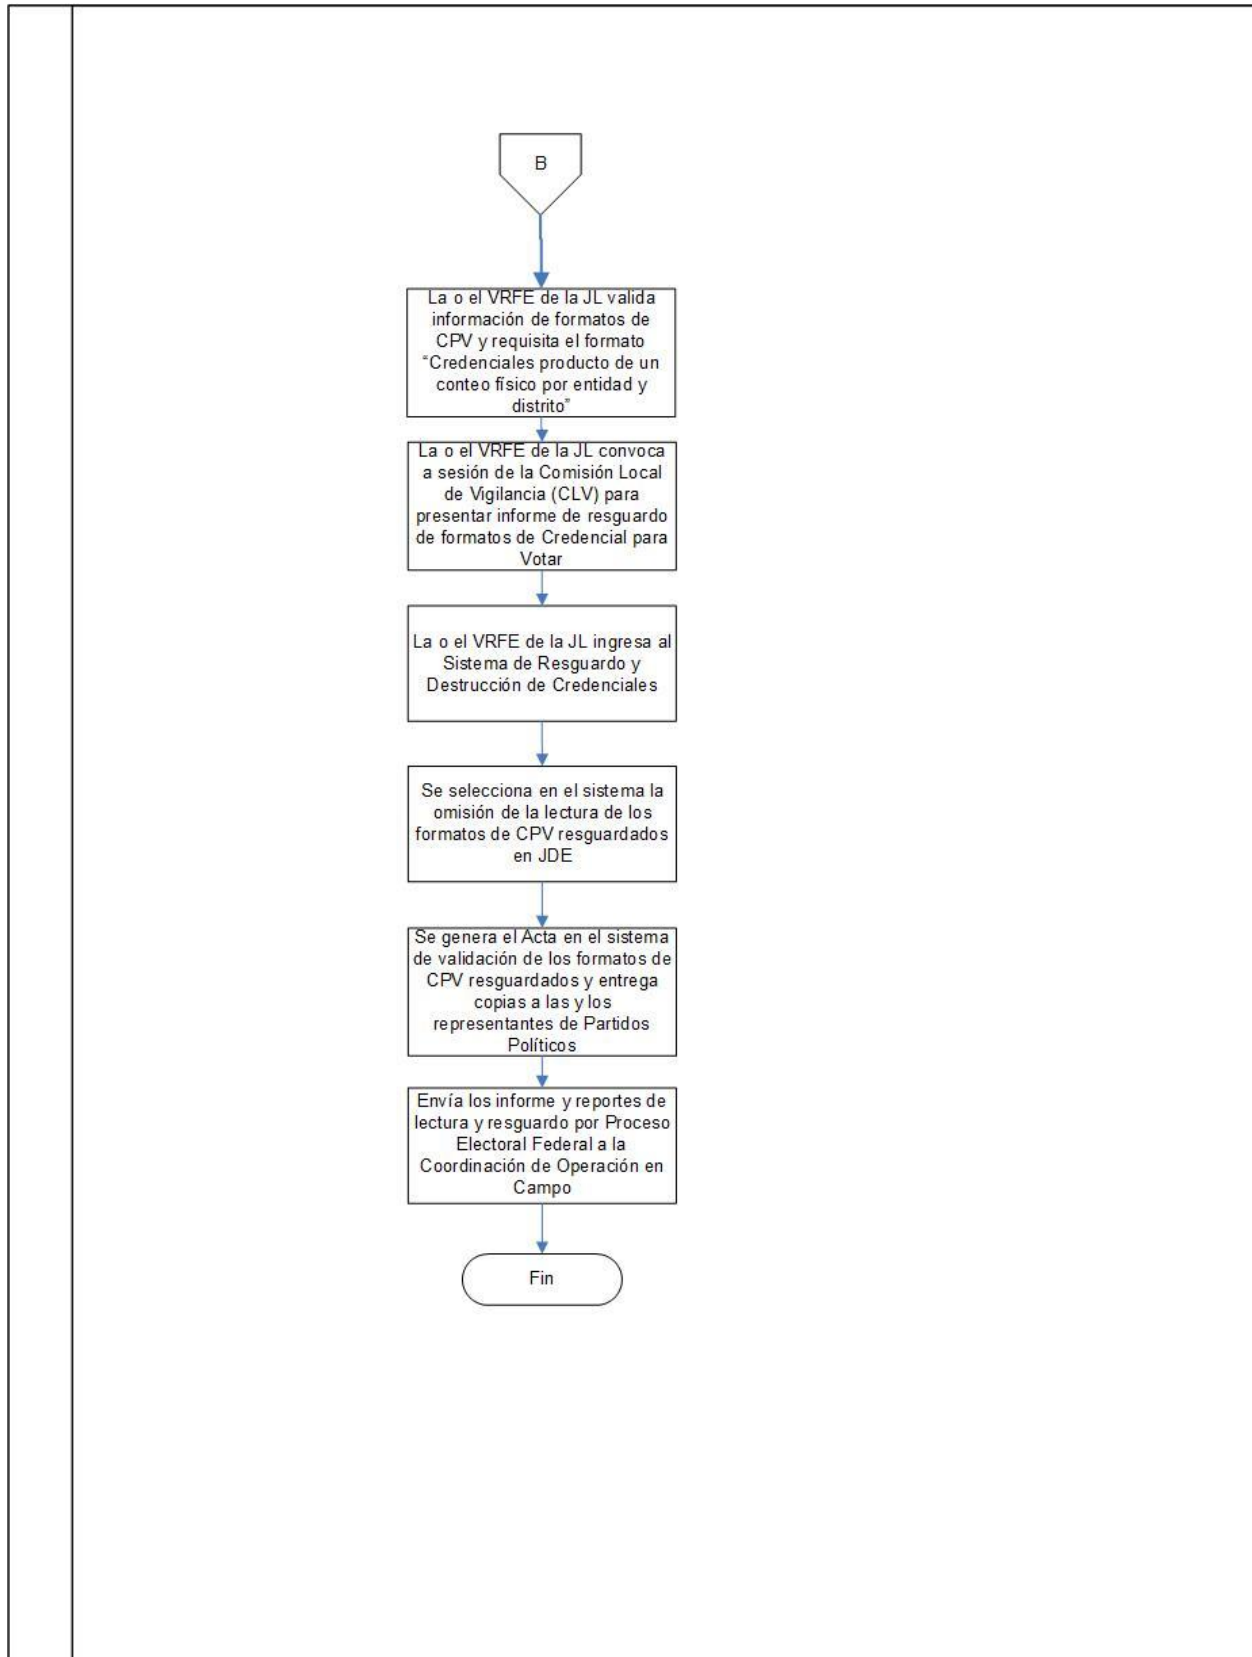 B
La o el VRFE de la JL valida
información de formatos de
CPV y requisita el formato
“Credenciales producto de un
conteo físico por entidad y
distrito”
La o el VRFE de la JL convoca
a sesión de la Comisión Local
de Vigilancia (CLV) para
presentar informe de resguardo
de formatos de Credencial para
Votar
La o el VRFE de la JL ingresa al
Sistema de Resguardo y
Destrucción de Credenciales
Se selecciona en el sistema la
omisión de la lectura de los
formatos de CPV resguardados
en JDE
Se genera el Acta en el sistema
de validación de los formatos de
CPV resguardados y entrega
copias a las y los
representantes de Partidos
Políticos
Envía los informe y reportes de
lectura y resguardo por Proceso
Electoral Federal a la
Coordinación de Operación en
Campo
Fin